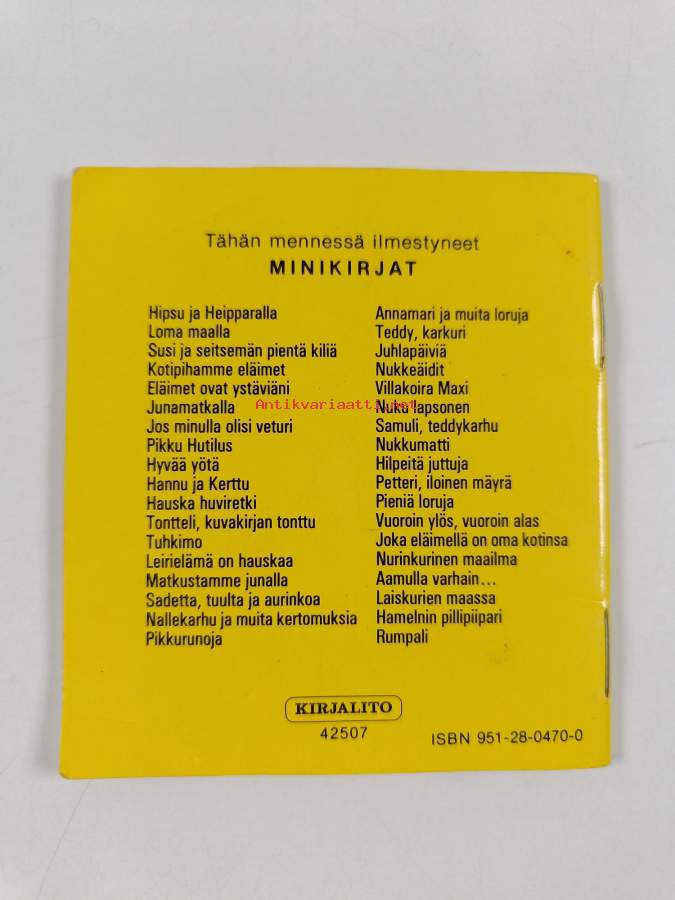 Tähän mennessä ilmestyneet
MINIKIRJAT
Hipsu ja Heipparalla
Loma maalla
Susi ja seitsemän pientä kiliä
Kotipihamme eläimet
Eläimet ovat ystäviäni
Junamatkalla
Jos minulla olisi veturi
Pikku Hutilus
Hyvää yötä
Hannu ja Kerttu
Hauska huviretki
Tontteli, kuvakirjan tonttu
Tuhkimo
Leirielämä on hauskaa
Matkustamme junalla
Sadetta, tuulta ja aurinkoa
Nallekarhu ja muita kertomuksia
Pikkurunoja
Annamari ja muita loruja
Teddy, karkuri
Juhlapäiviä
Nukkeäidit
Villakoira Maxi
lapsonen
Samuli, teddykarhu
Nukkumatti
Hilpeitä juttuja
Petteri, iloinen mäyrä
Pieniä loruja
Vuoroin ylös, vuoroin alas
Joka eläimellä on oma kotinsa
Nurinkurinen maailma
Aamulla varhain...
Laiskurien maassa
Hamelnin pillipiipari
Rumpali
Antikvariaatti.net
KIRJALITO
42507
ISBN 951-28-0470-0